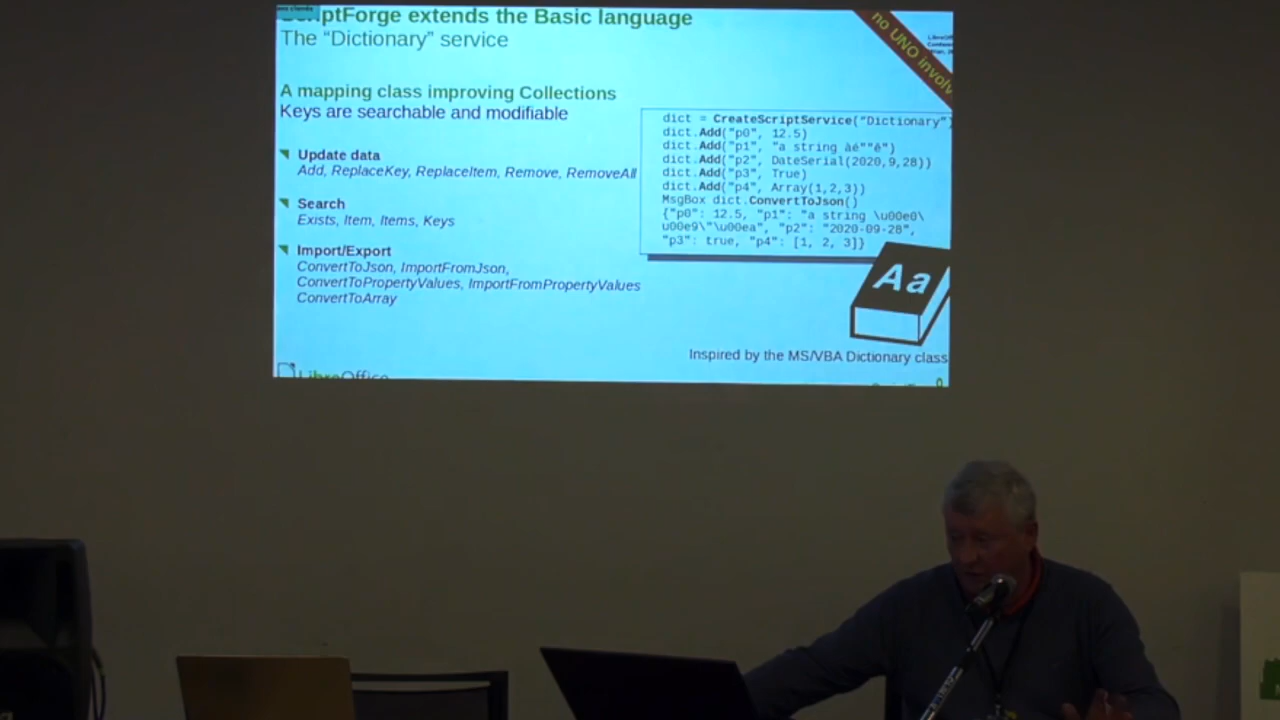 ScriptForge extends the Basic language
The “Dictionary” service
no UNO involv
A mapping class improving Collections
Keys are searchable and modifiable
Update data
Add, ReplaceKey, ReplaceItem, Remove, RemoveAll
Search
Exists, Item, Items, Keys
Import/Export
ConvertToJson, ImportFromJson,
ConvertToPropertyValues, ImportFromPropertyValues
ConvertToArray
dict = CreateScriptService("Dictionary")
dict.Add("p0", 12.5)
dict.Add("p1", "a string àé""ê")
dict.Add("p2", DateSerial(2020,9,28))
dict.Add("p3", True)
dict.Add("p4", Array(1,2,3))
MsgBox dict.ConvertToJson()
{"p0": 12.5, "p1": "a string \u00e0\
u00e9\"\u00ea", "p2": "2020-09-28",
"p3": true, "p4": [1, 2, 3]}
Aa
Inspired by the MS/VBA Dictionary class
LibreOffice